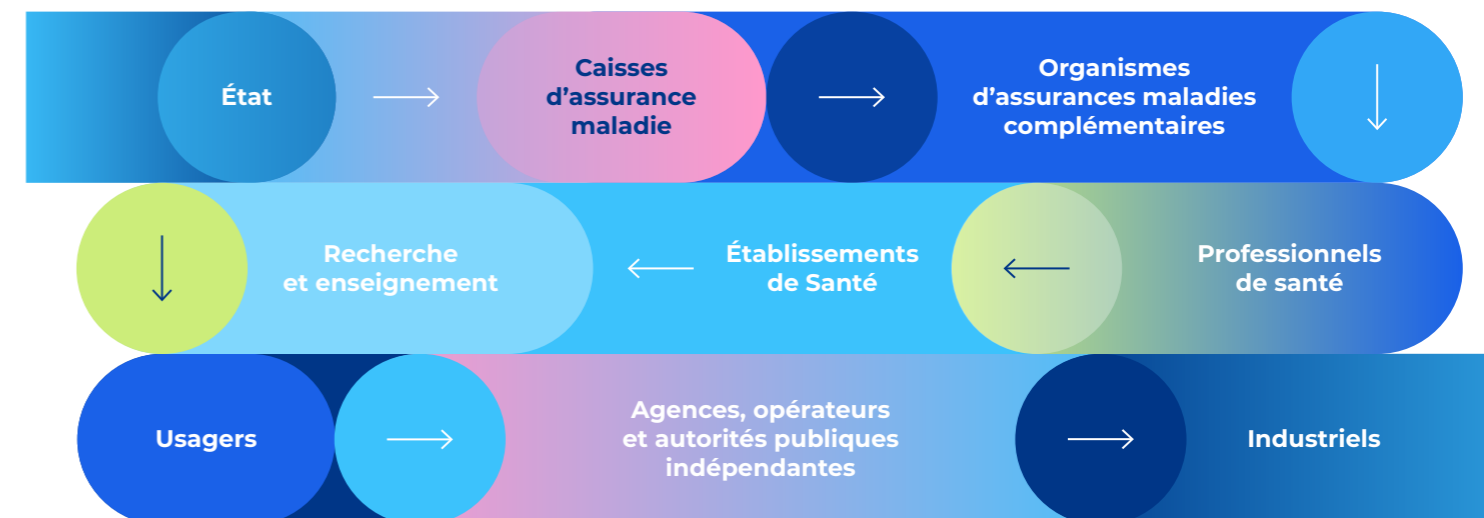 État
Caisses
d’assurance
maladie
Organismes
d’assurances maladies
complémentaires
Recherche
et enseignement
Établissements
de Santé
Professionnels
de santé
Usagers
Agences, opérateurs
et autorités publiques
indépendantes
Industriels